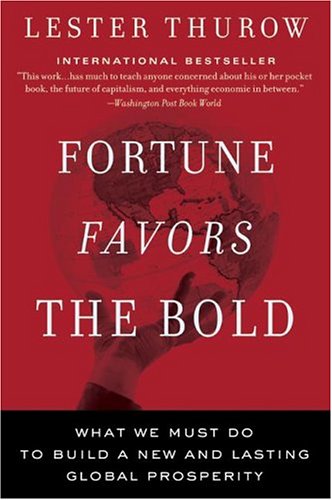 LESTER THUROW
INTERNATIONAL BESTSELLER
"This work...has much to teach anyone concerned about his or her pocket
book, the future of capitalism, and everything economic in between."
—Washington Post Book World
FORTUNE
FAVORS
THE BOLD
WHAT WE MUST DO
TO BUILD A NEW AND LASTING
GLOBAL PROSPERITY